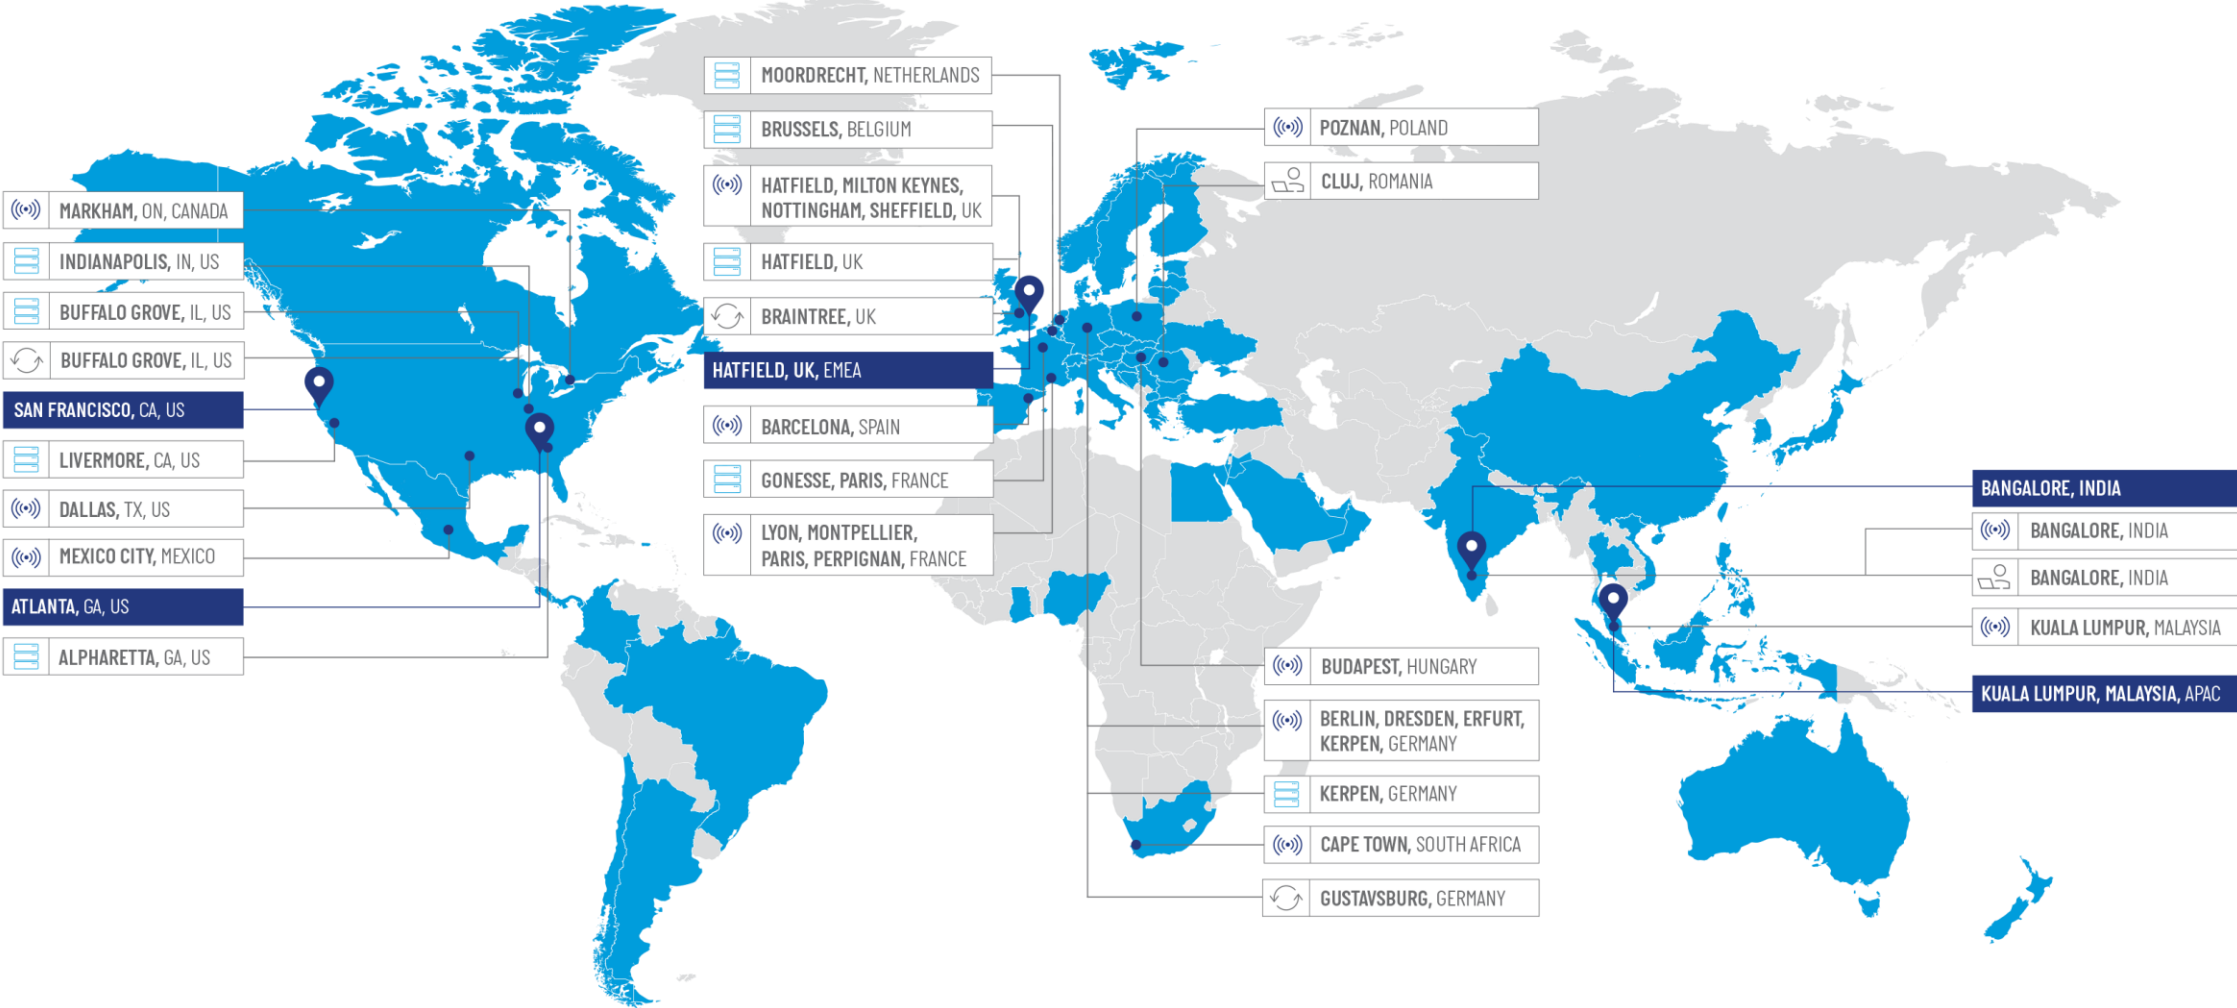 MARKHAM, ON, CANADA
INDIANAPOLIS, IN, US
BUFFALO GROVE, IL, US
BUFFALO GROVE, IL, US
SAN FRANCISCO, CA, US
LIVERMORE, CA, US
DALLAS, TX, US
MEXICO CITY, MEXICO
ATLANTA, GA, US
ALPHARETTA, GA, US
MOORDRECHT, NETHERLANDS
BRUSSELS, BELGIUM
HATFIELD, MILTON KEYNES,
NOTTINGHAM, SHEFFIELD, UK
HATFIELD, UK
BRAINTREE, UK
HATFIELD, UK, EMEA
BARCELONA, SPAIN
GONESSE, PARIS, FRANCE
LYON, MONTPELLIER,
PARIS, PERPIGNAN, FRANCE
POZNAN, POLAND
CLUJ, ROMANIA
BUDAPEST, HUNGARY
BERLIN, DRESDEN, ERFURT,
KERPEN, GERMANY
KERPEN, GERMANY
CAPE TOWN, SOUTH AFRICA
GUSTAVSBURG, GERMANY
BANGALORE, INDIA
BANGALORE, INDIA
BANGALORE, INDIA
KUALA LUMPUR, MALAYSIA
KUALA LUMPUR, MALAYSIA, APAC